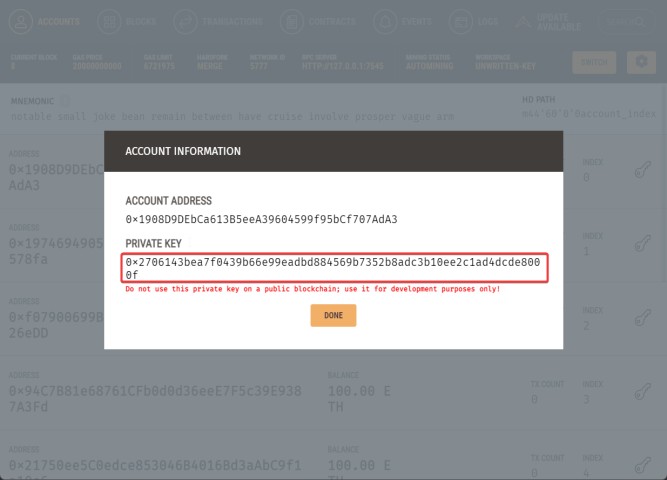 ACCOUNTS
BLOCKS
TRANSACTIONS
CONTRACTS
EVENTS
LOGS
UPDATE
AVAILABLE
CURRENT BLOCK
GAS PRICE
GAS LIMIT
HARDFORK
NETWORK ID
RPC SERVER
MINING STATUS
WORKSPACE
20000000000
6721975
MERGE
5777
HTTP://127.0.0.1:7545
AUTOMINING
UNWRITTEN-KEY
SWITCH
MNEMONIC
HD PATH
notable small joke bean remain between have cruise involve prosper vague arm
m44'60'0'0account_index
ADDRESS
INDEX
0×1908D9DEbC
AdA3
0
ACCOUNT INFORMATION
ACCOUNT ADDRESS
0×1908D9DEbCa613B5eeA39604599f95bCf707AdA3
PRIVATE KEY
0×2706143bea7f0439b66e99eadbd884569b7352b8adc3b10ee2c1ad4dcde800
0f
Do not use this private key on a public blockchain; use it for development purposes only!
DONE
ADDRESS
INDEX
0×1974694905
578fa
1
ADDRESS
INDEX
0×f07908699B
26eDD
2
ADDRESS
BALANCE
TX COUNT
INDEX
0×94C7B81e68761CFb0d0d36eeE7F5c39E938
7A3Fd
100.00 E
TH
0
3
ADDRESS
BALANCE
TX COUNT
INDEX
0×21750ee5C0edce853046B4016Bd3aAbC9f1
100.00 E
TH
0
4